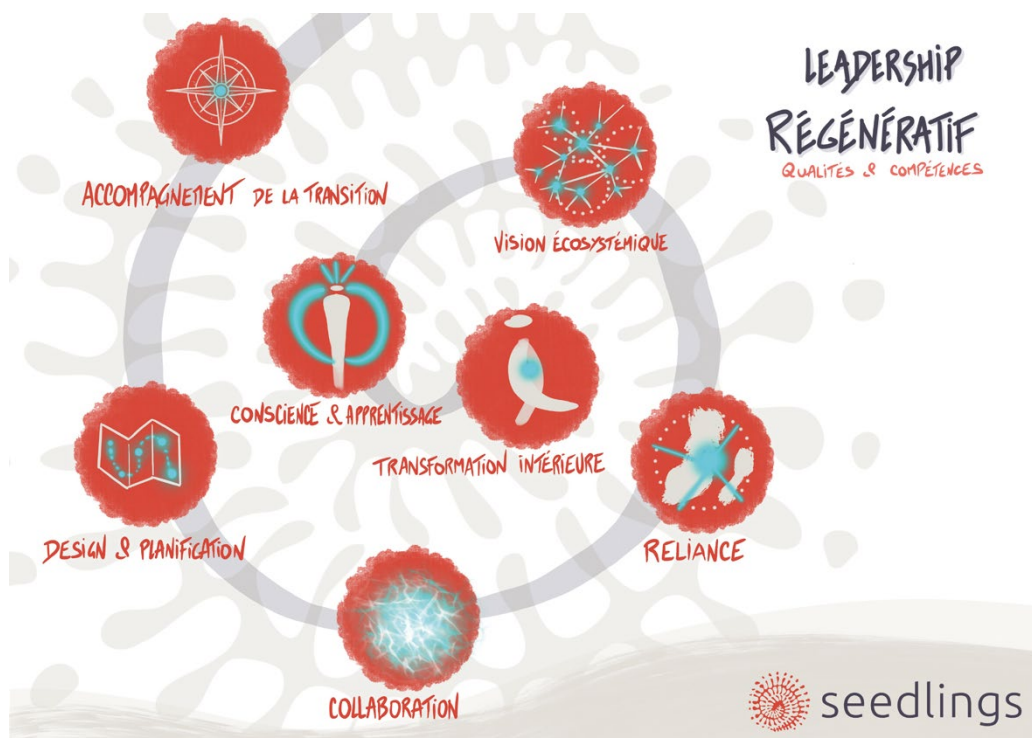 LEADERSHIP
RÉGÉNÉRATIF
QUALITÉS & COMPÉTENCES
ACCOMPAGNEMENT DE LA TRANSITION
VISION ÉCOSYSTÉMIQUE
CONSCIENCE & APPRENTISSAGE
TRANSFORMATION INTÉRIEURE
DESIGN & PLANIFICATION
RELIANCE
COLLABORATION
seedlings